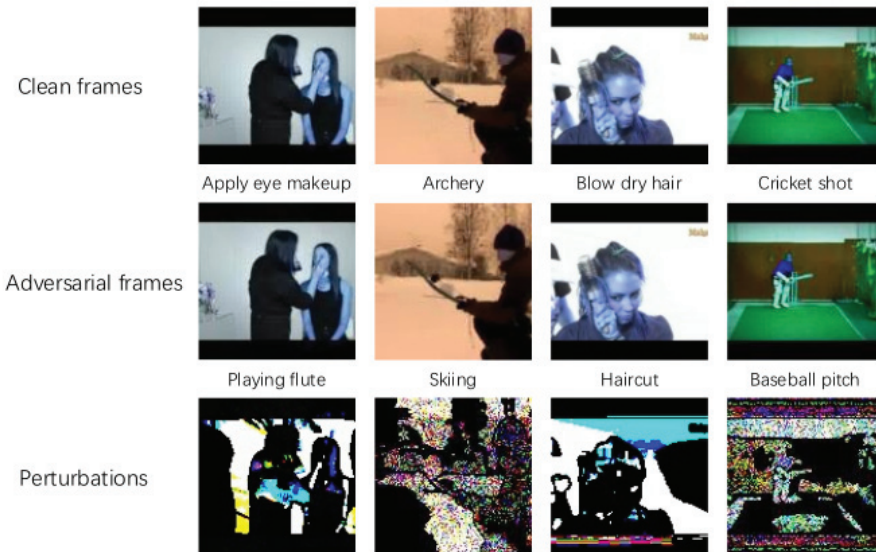 Clean frames
Apply eye makeup
Archery
Blow dry hair
Cricket shot
Adversarial frames
Playing flute
Skiing
Haircut
Baseball pitch
Perturbations